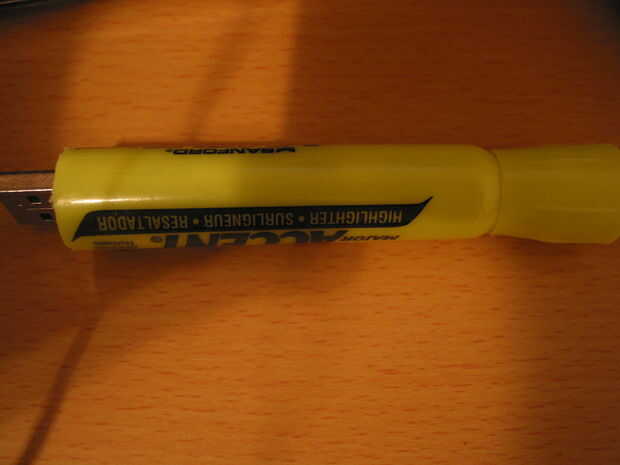 MAJOR ACCENT®
HIGHLIGHTER • SURLIGNEUR • RESALTADOR
SANFORD®